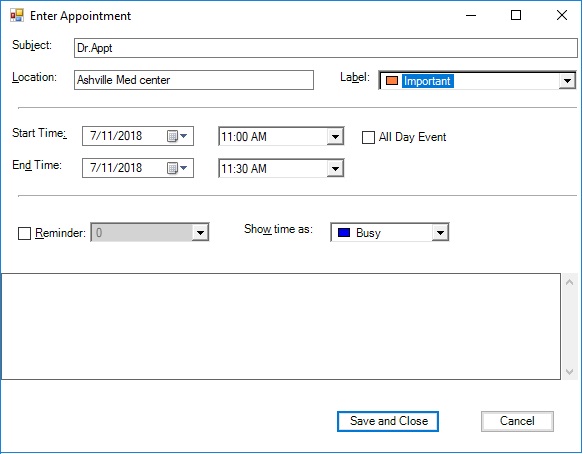 Enter Appointment
Subject: Dr.Appt
Location: Ashville Med center Label: Important
Start Time: 7/11/2018 11:00 AM All Day Event
End Time: 7/11/2018 11:30 AM
Reminder: 0 Show time as: Busy
Save and Close Cancel